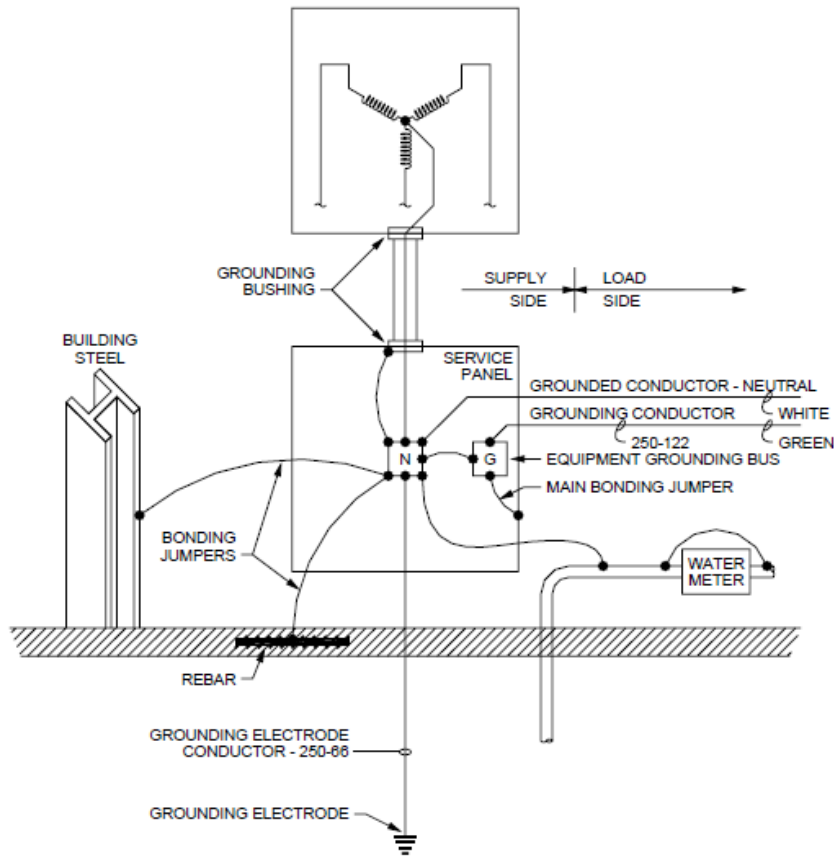 GROUNDING
BUSHING
SUPPLY
SIDE
LOAD
SIDE
BUILDING
STEEL
SERVICE
PANEL
GROUNDED CONDUCTOR - NEUTRAL
WHITE
GROUNDING CONDUCTOR
250-122
GREEN
N
G
EQUIPMENT GROUNDING BUS
MAIN BONDING JUMPER
BONDING
JUMPERS
WATER
METER
REBAR
GROUNDING ELECTRODE
CONDUCTOR - 250-66
GROUNDING ELECTRODE